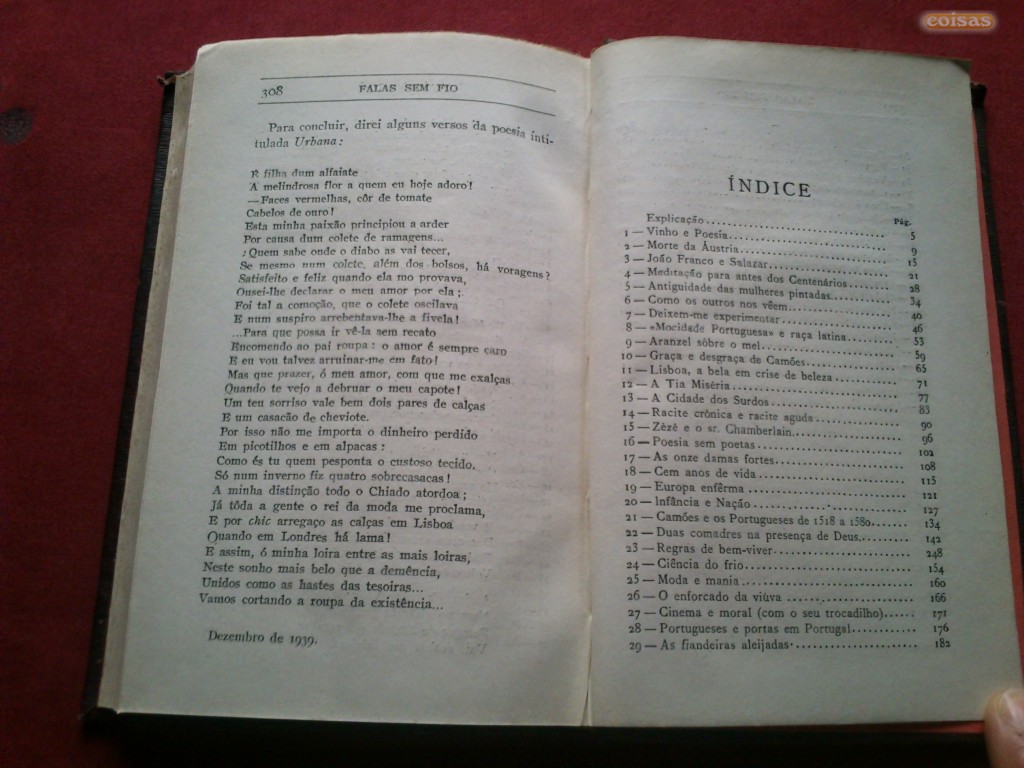 coisas
308 FALAS SEM FIO
Para concluir, direi alguns versos da poesia inti-
tulada Urbana:
É filha dum alfaiate
A melindrosa flor a quem eu hoje adoro!
—Faces vermelhas, côr de tomate
Cabelos de ouro!
Esta minha paixão principiou a arder
Por causa dum colete de ramagens...
¿Quem sabe onde o diabo as vai tecer,
Se mesmo num colete, além dos bolsos, há voragens?
Satisfeito e feliz quando ela mo provava,
Ousei-lhe declarar o meu amor por ela;
Foi tal a comoção, que o colete oscilava
E num suspiro arrebentava-lhe a fivela!
...Para que possa ir vê-la sem recato
Encomendo ao pai roupa: o amor é sempre caro
E eu vou talvez arruinar-me em fato!
Mas que prazer, ó meu amor, com que me exalças
Quando te vejo a debruar o meu capote!
Um teu sorriso vale bem dois pares de calças
E um casacão de cheviote.
Por isso não me importa o dinheiro perdido
Em picotilhos e em alpacas:
Como és tu quem pesponta o custoso tecido,
Só num inverno fiz quatro sobrecasacas!
A minha distinção todo o Chiado atordoa;
Já tôda a gente o rei da moda me proclama,
E por chic arregaço as calças em Lisboa
Quando em Londres há lama!
E assim, ó minha loira entre as mais loiras,
Neste sonho mais belo que a demência,
Unidos como as hastes das tesoiras...
Vamos cortando a roupa da existência...
Dezembro de 1939.
ÍNDICE
Pág.
Explicação.... 5
1 — Vinho e Poesia.... 9
2 — Morte da Áustria.... 15
3 — João Franco e Salazar.... 21
4 — Meditação para antes dos Centenários.... 28
5 — Antiguidade das mulheres pintadas.... 34
6 — Como os outros nos vêem.... 40
7 — Deixem-me experimentar.... 46
8 — «Mocidade Portuguesa» e raça latina.... 53
9 — Aranzel sôbre o mel.... 59
10 — Graça e desgraça de Camões.... 65
11 — Lisboa, a bela em crise de beleza.... 71
12 — A Tia Miséria.... 77
13 — A Cidade dos Surdos.... 83
14 — Racite crônica e racite aguda.... 90
15 — Zèzé e o sr. Chamberlain.... 96
16 — Poesia sem poetas.... 102
17 — As onze damas fortes.... 108
18 — Cem anos de vida.... 115
19 — Europa enfêrma.... 121
20 — Infância e Nação.... 127
21 — Camões e os Portugueses de 1518 a 1580.... 134
22 — Duas comadres na presença de Deus.... 142
23 — Regras de bem-viver.... 248
24 — Ciência do frio.... 154
25 — Moda e mania.... 160
26 — O enforcado da viúva.... 166
27 — Cinema e moral (com o seu trocadilho).... 171
28 — Portugueses e portas em Portugal.... 176
29 — As fiandeiras aleijadas.... 182